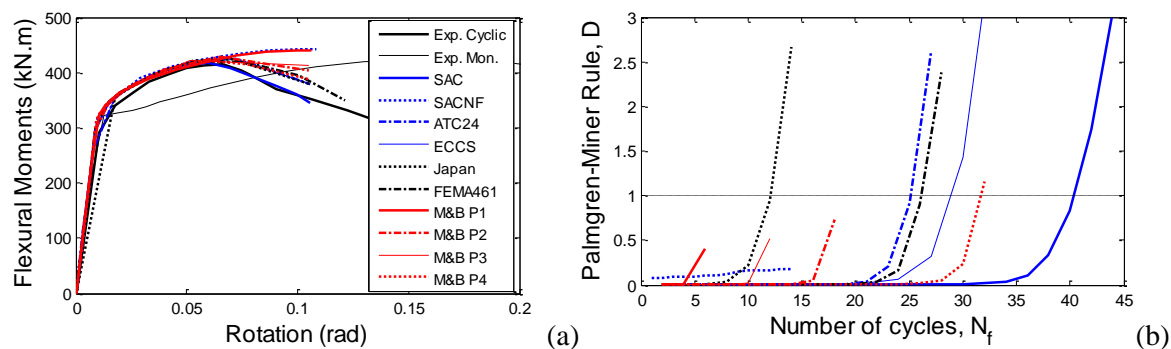 500
400
300
200
100
0
Flexural Moments (kN.m)
0
0.05
0.1
0.15
0.2
Rotation (rad)
Exp. Cyclic
Exp. Mon.
SAC
SACNF
ATC24
ECCS
Japan
FEMA461
M&B P1
M&B P2
M&B P3
M&B P4
(a)
3
2.5
2
1.5
1
0.5
0
Palmgren-Miner Rule, D
0
5
10
15
20
25
30
35
40
45
Number of cycles, N_f
(b)